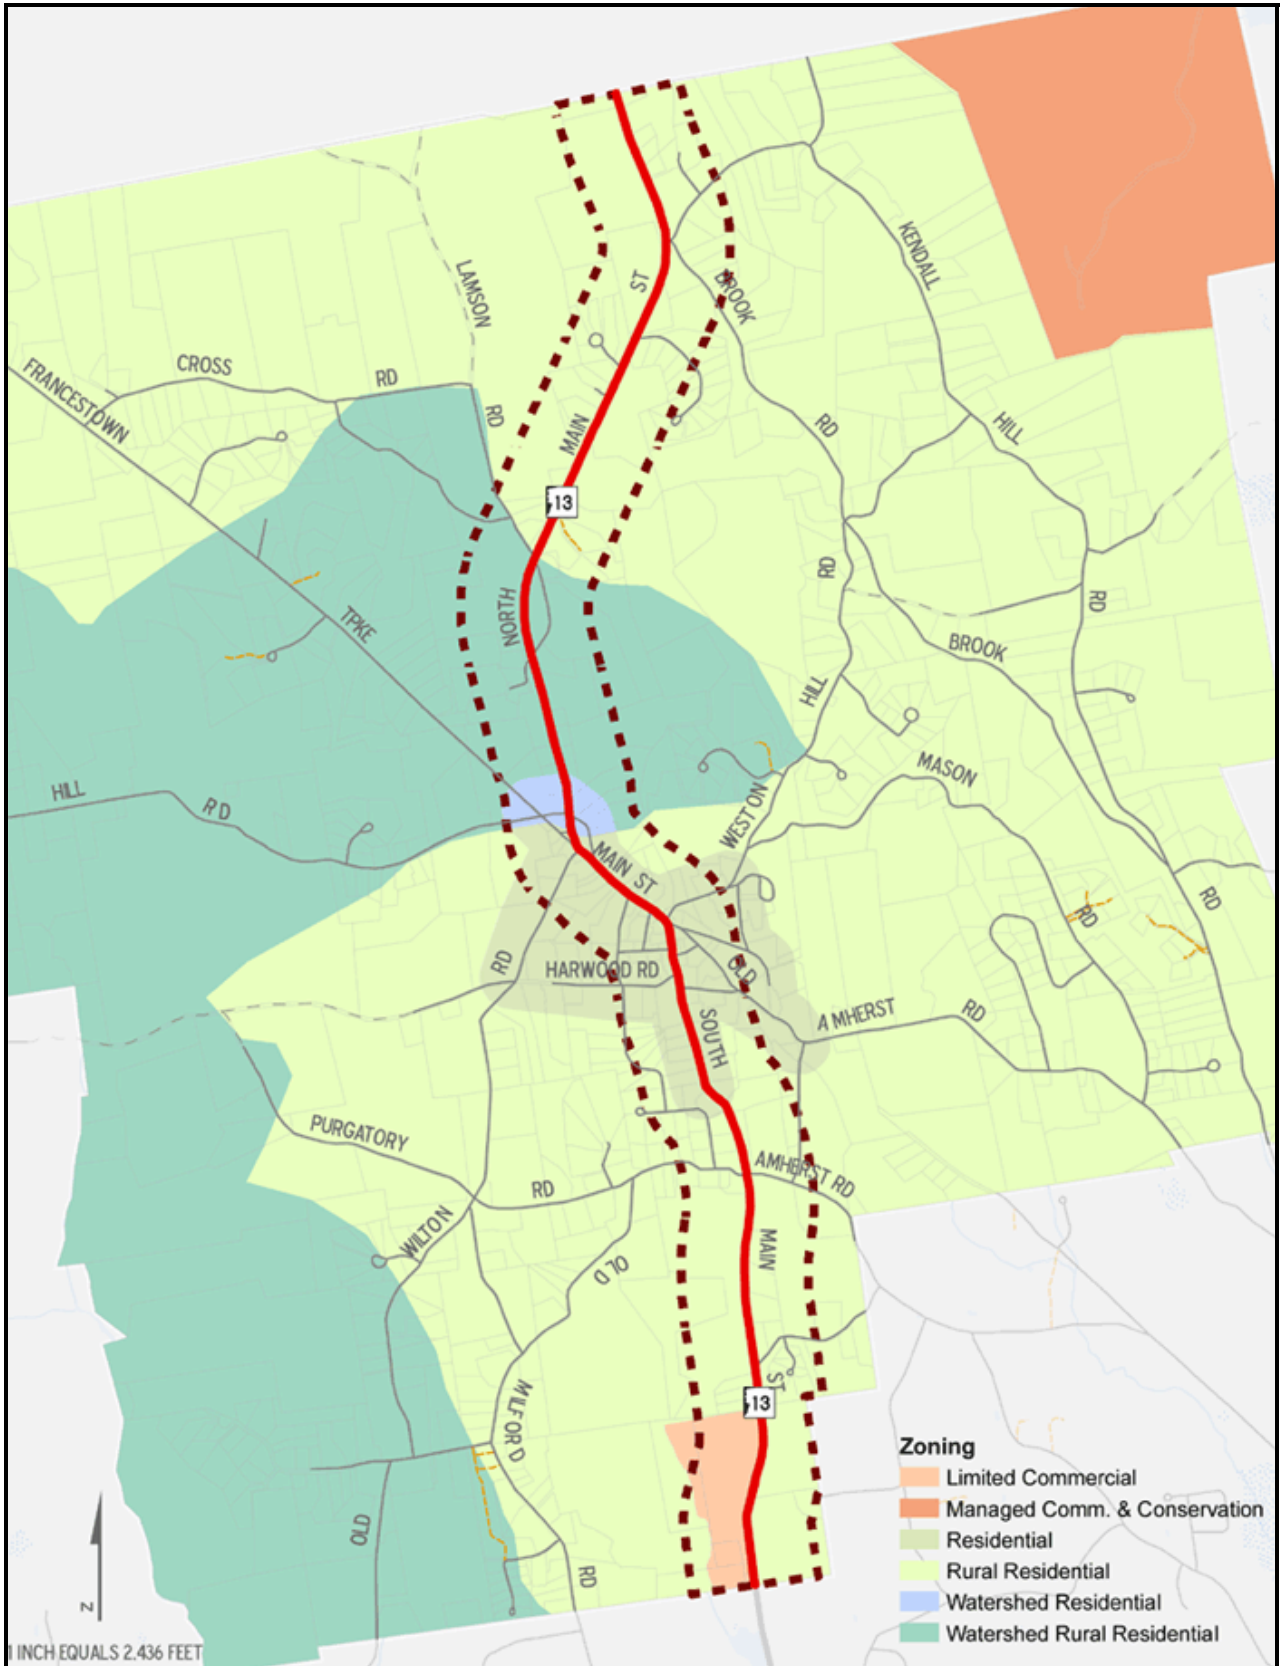 KENDALL
LAMSON
ST
BROOK
CROSS
RD
FRANCESTOWN
RD
MAIN
RD
HILL
13
RD
NORTH
TPKE
RD
BROOK
HILL
MASON
HILL
RD
WESTON
MAIN ST
RD
RD
RD
HARWOOD RD
OLD
SOUTH
AMHERST
RD
PURGATORY
AMHERST RD
RD
WILTON
MAIN
OLD
ST
13
MILFORD
OLD
RD
Zoning
Limited Commercial
Managed Comm. & Conservation
Residential
Rural Residential
Watershed Residential
Watershed Rural Residential
N
1 INCH EQUALS 2.436 FEET